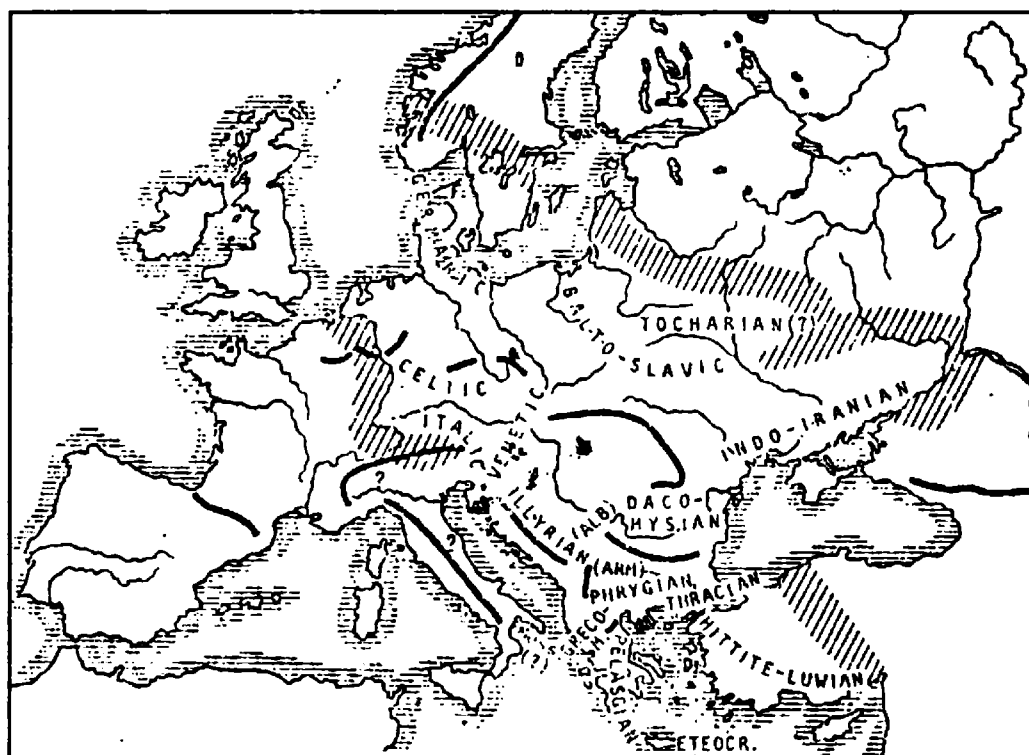 GERMANIC
BALTO-SLAVIC
TOCHARIAN(?)
CELTIC
ITALIC
VENETIC
INDO-IRANIAN
?
?
ILLYRIAN (ALB)
DACO-
MYSIAN
(ARM)-
PHRYGIAN
THRACIAN
GRECO-
(?)
PELASGIAN
HITTITE-LUWIAN
ETEOCR.